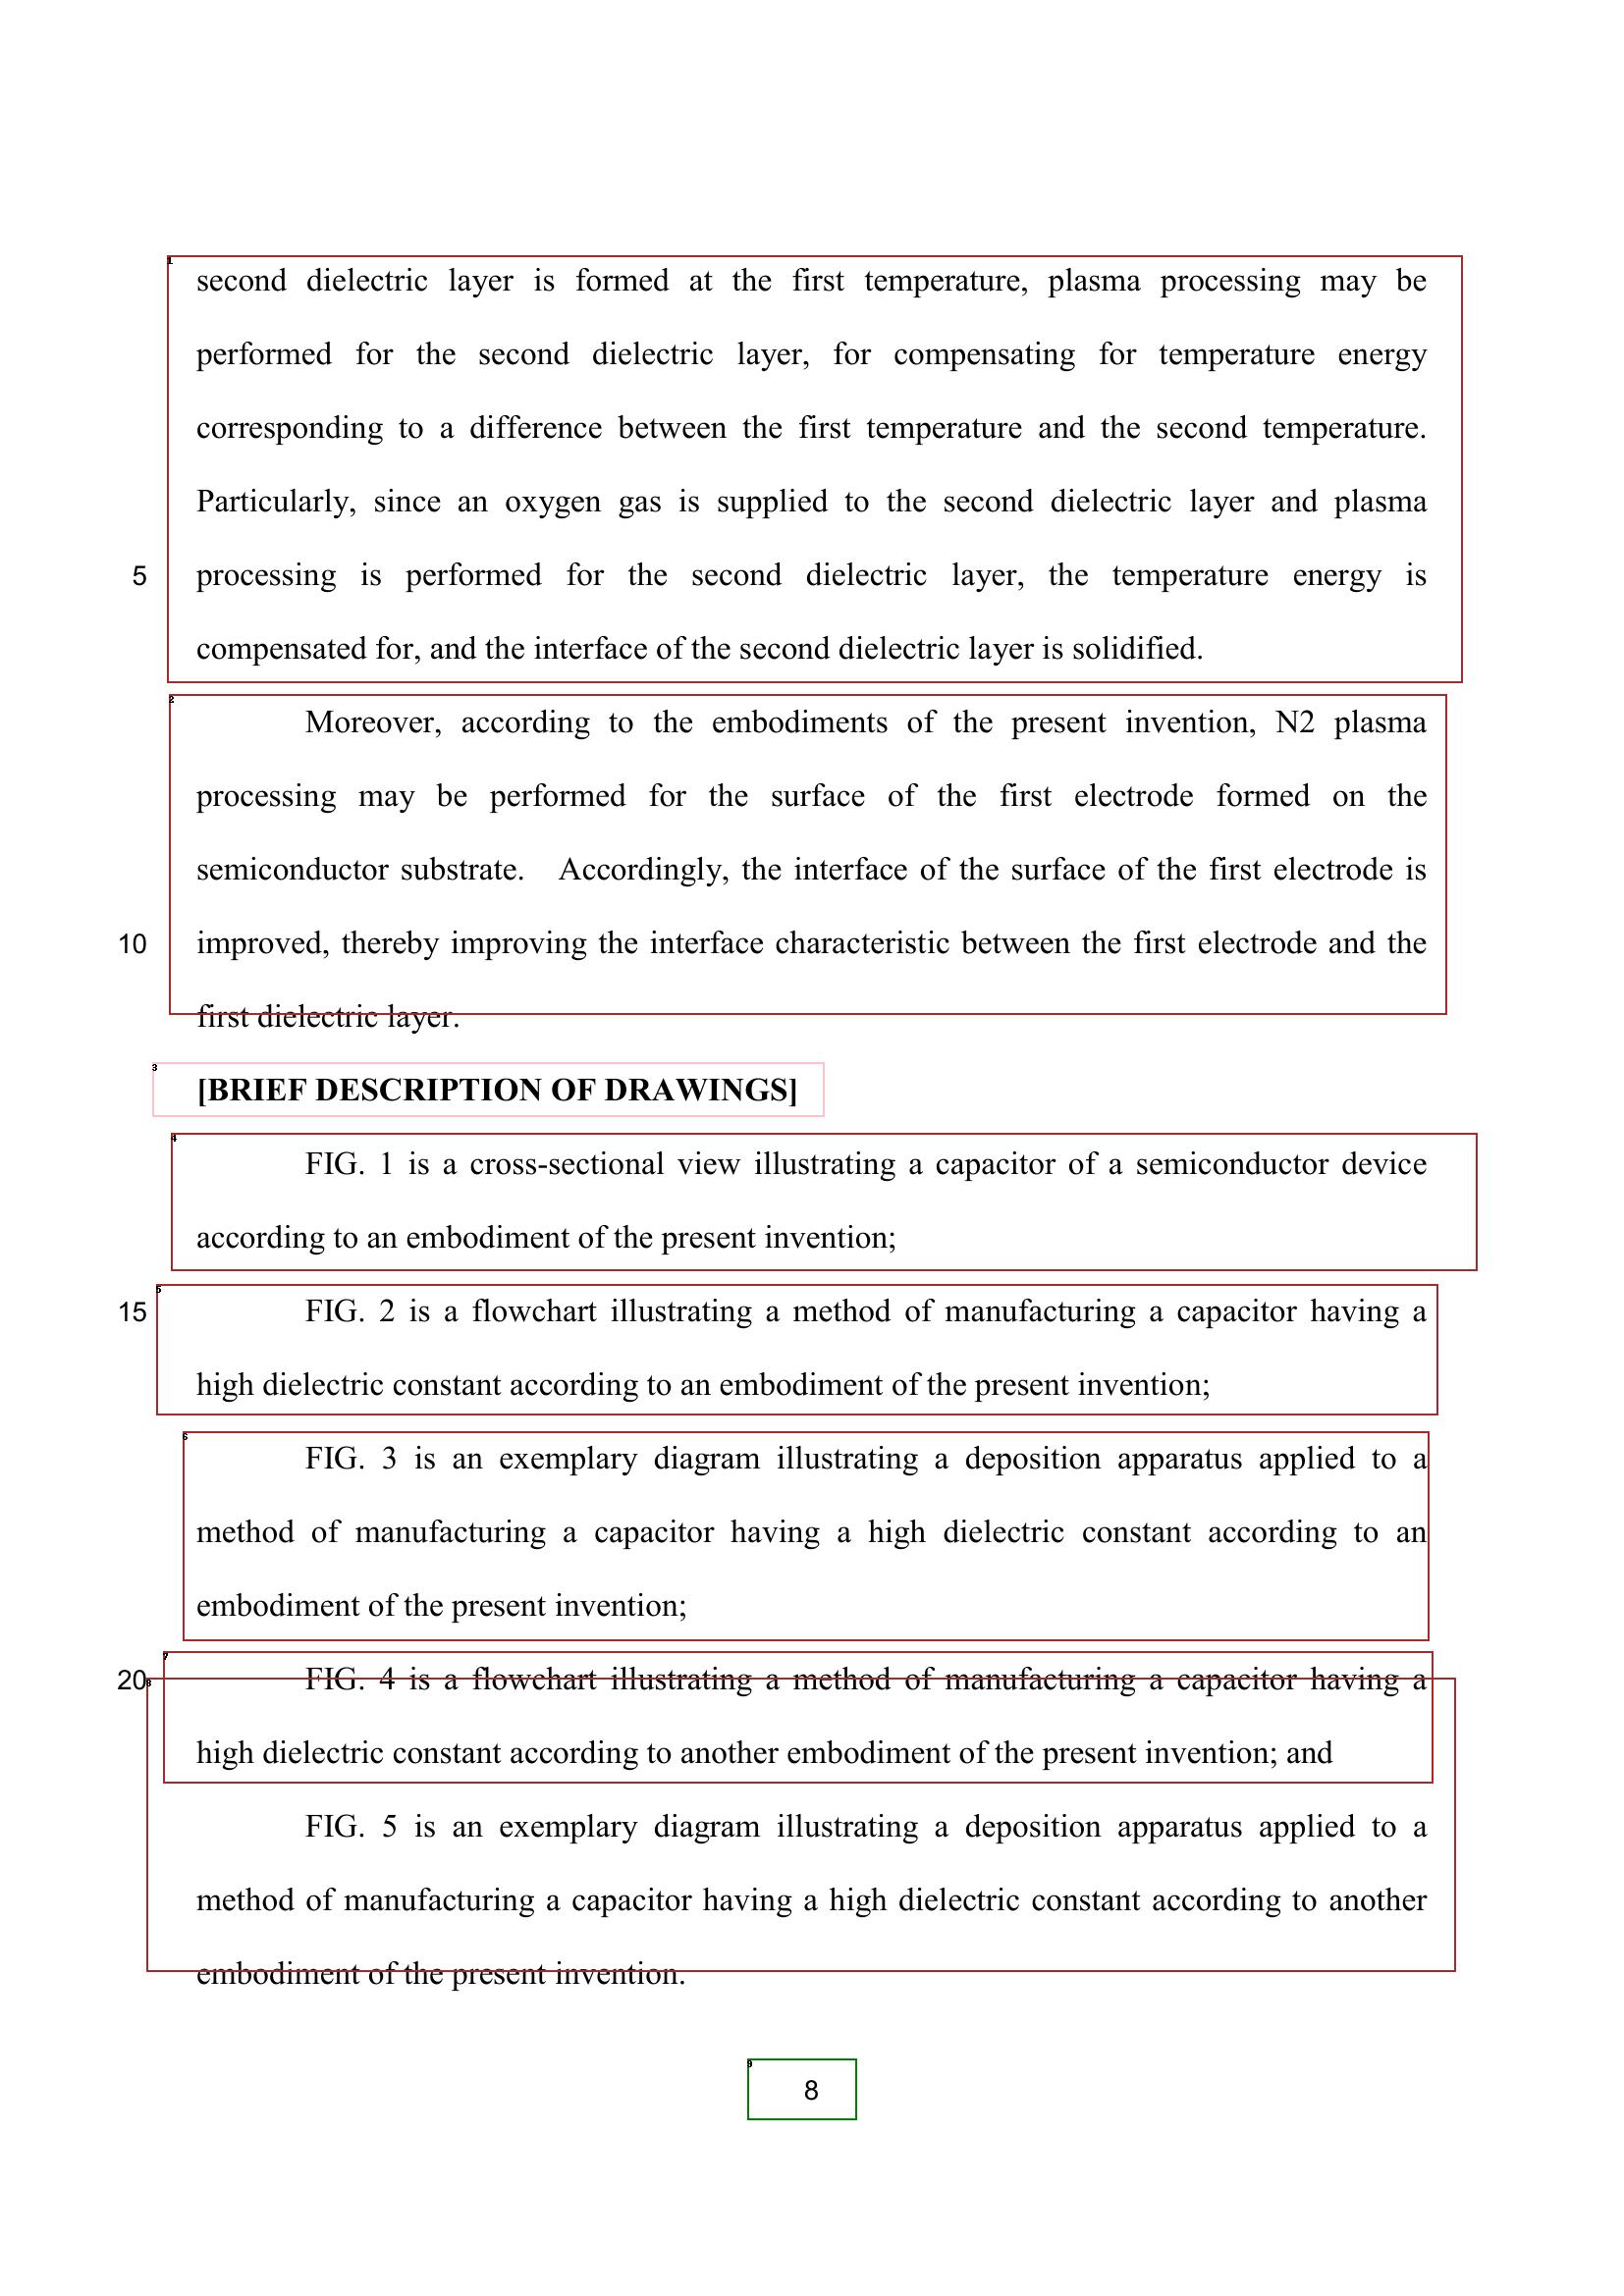 second dielectric layer is formed at the first temperature, plasma processing may be
performed for the second dielectric layer, for compensating for temperature energy
corresponding to a difference between the first temperature and the second temperature.
Particularly, since an oxygen gas is supplied to the second dielectric layer and plasma
5 processing is performed for the second dielectric layer, the temperature energy is
compensated for, and the interface of the second dielectric layer is solidified.
Moreover, according to the embodiments of the present invention, N2 plasma
processing may be performed for the surface of the first electrode formed on the
semiconductor substrate. Accordingly, the interface of the surface of the first electrode is
10 improved, thereby improving the interface characteristic between the first electrode and the
first dielectric layer.
[BRIEF DESCRIPTION OF DRAWINGS]
FIG. 1 is a cross-sectional view illustrating a capacitor of a semiconductor device
according to an embodiment of the present invention;
15 FIG. 2 is a flowchart illustrating a method of manufacturing a capacitor having a
high dielectric constant according to an embodiment of the present invention;
FIG. 3 is an exemplary diagram illustrating a deposition apparatus applied to a
method of manufacturing a capacitor having a high dielectric constant according to an
embodiment of the present invention;
20 FIG. 4 is a flowchart illustrating a method of manufacturing a capacitor having a
high dielectric constant according to another embodiment of the present invention; and
FIG. 5 is an exemplary diagram illustrating a deposition apparatus applied to a
method of manufacturing a capacitor having a high dielectric constant according to another
embodiment of the present invention.
8